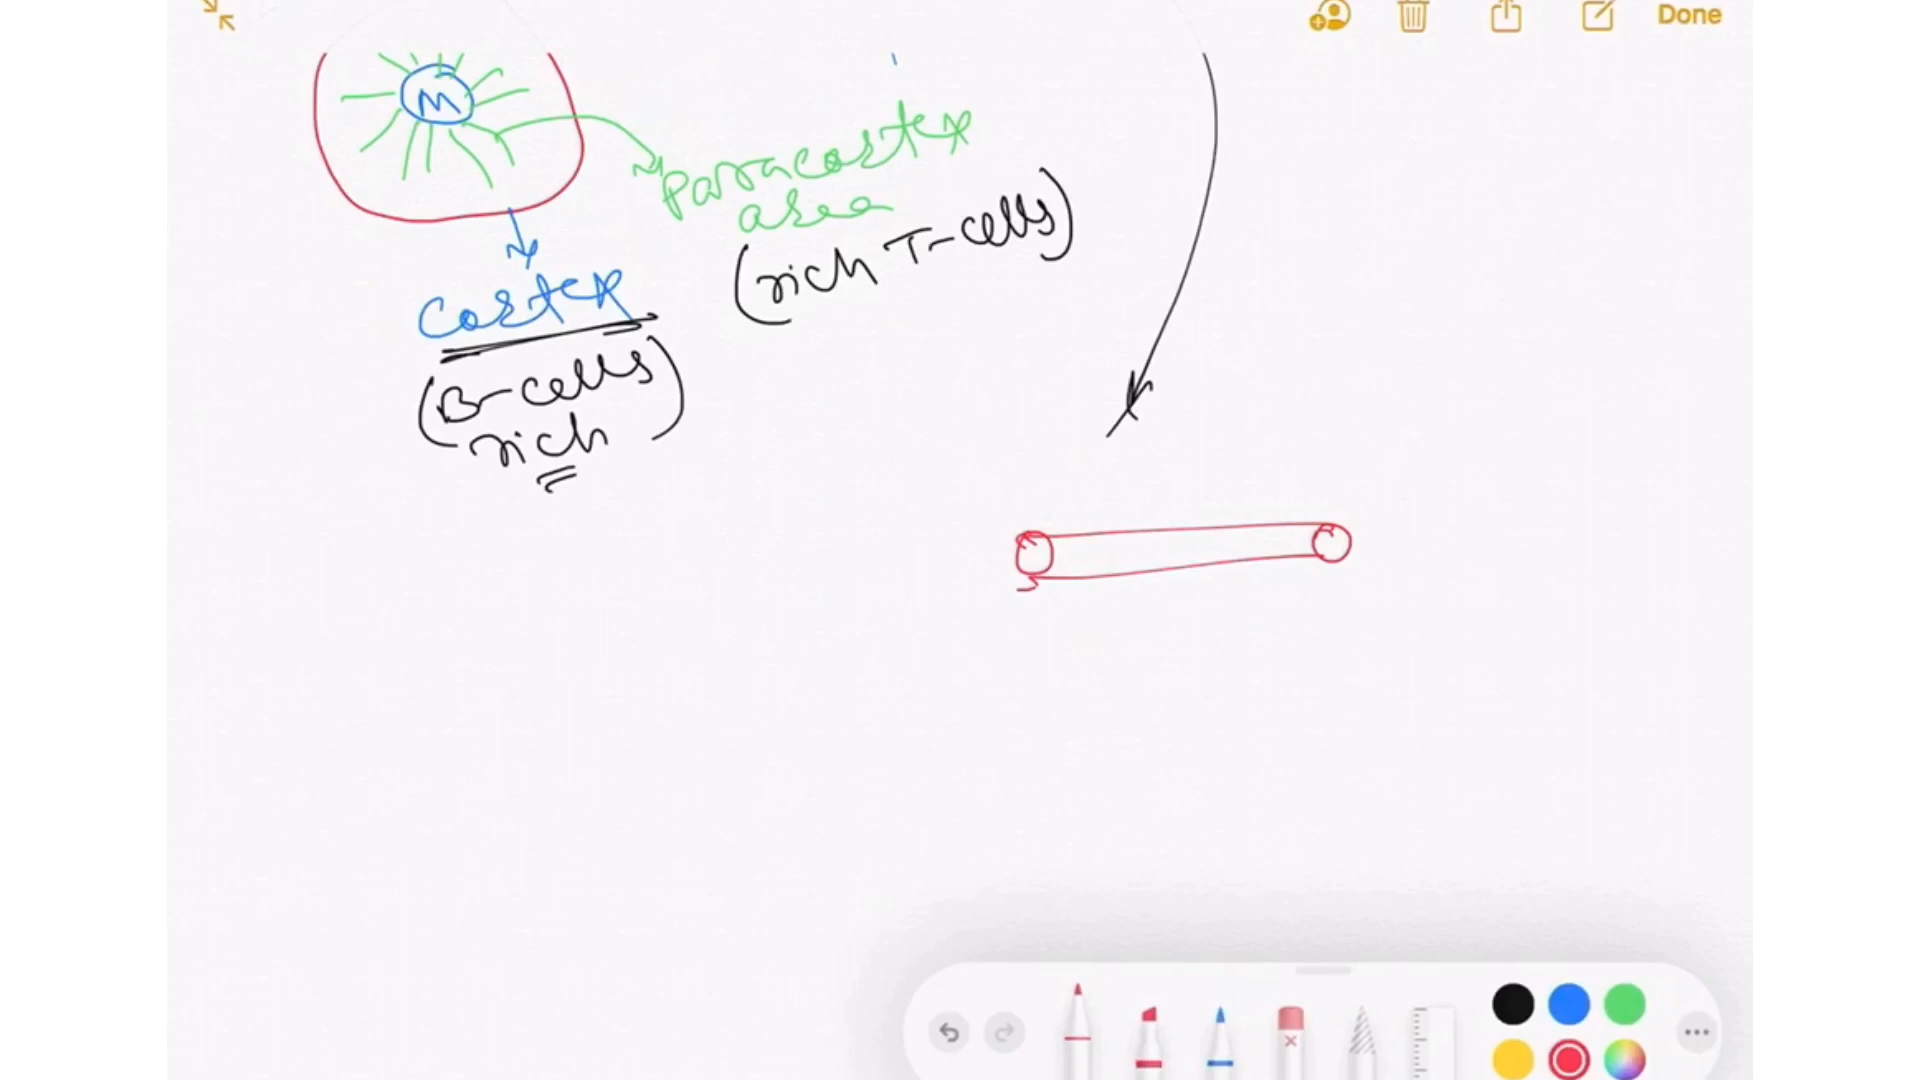 Done
M
paracortex
area
(rich T-cells)
cortex
(B-cells
rich)